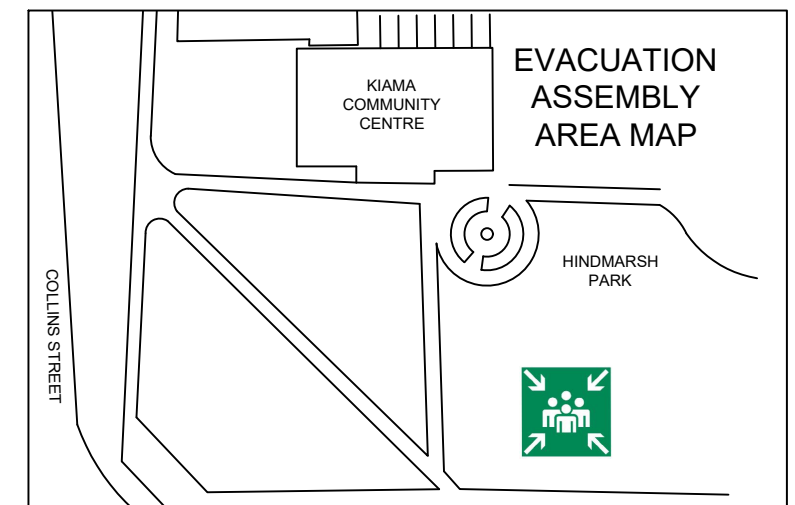 EVACUATION
ASSEMBLY
AREA MAP
KIAMA
COMMUNITY
CENTRE
HINDMARSH
PARK
COLLINS STREET